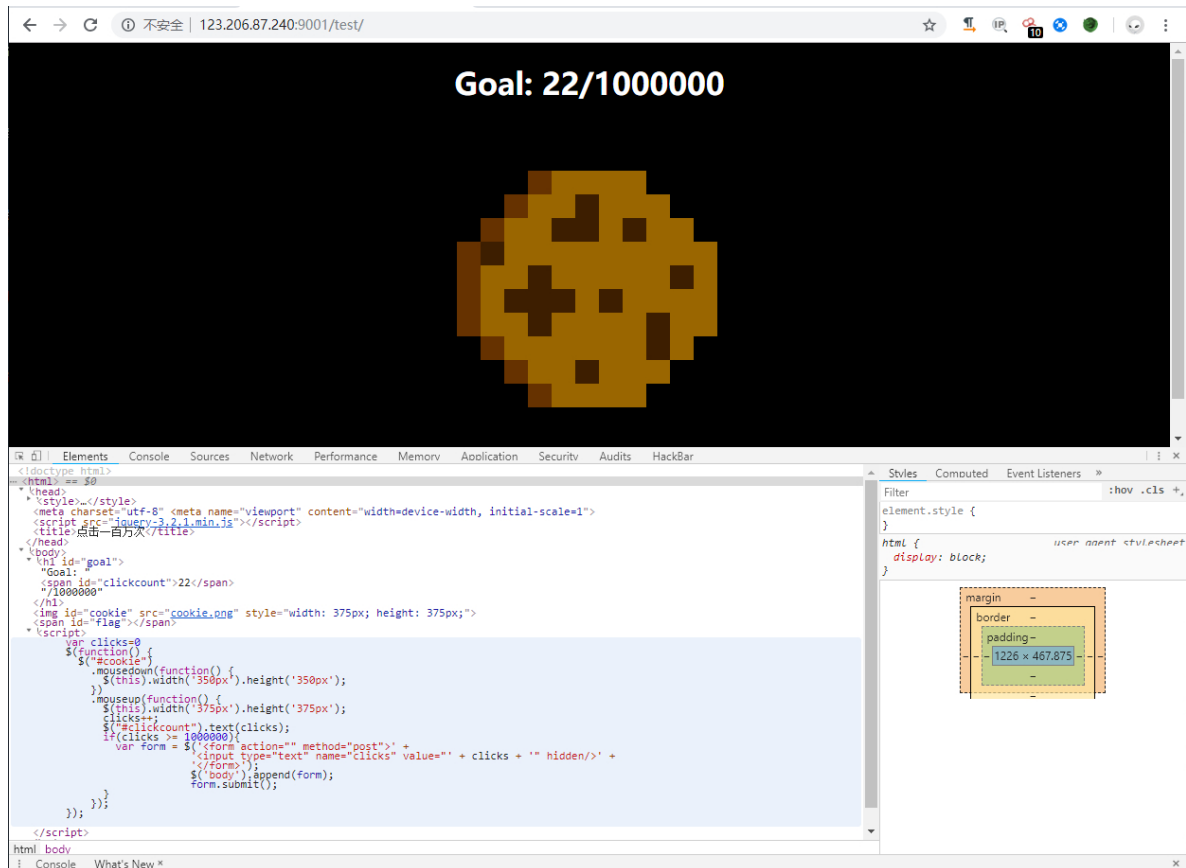 不安全 | 123.206.87.240:9001/test/
IP
10
Goal: 22/1000000
Elements Console Sources Network Performance Memory Application Security Audits HackBar
<!doctype html>
<html> == $0
<head>
<style>…</style>
<meta charset="utf-8" <meta name="viewport" content="width=device-width, initial-scale=1">
<script src="jquery-3.2.1.min.js"></script>
<title>点击一百万次</title>
</head>
<body>
<h1 id="goal">
"Goal: "
<span id="clickcount">22</span>
"/1000000"
</h1>
<img id="cookie" src="cookie.png" style="width: 375px; height: 375px;">
<span id="flag"></span>
<script>
var clicks=0
$(function() {
$("#cookie")
.mousedown(function() {
$(this).width('350px').height('350px');
})
.mouseup(function() {
$(this).width('375px').height('375px');
clicks++;
$("#clickcount").text(clicks);
if(clicks >= 1000000){
var form = $('<form action="" method="post">' +
'<input type="text" name="clicks" value="' + clicks + '" hidden/>' +
'</form>');
$('body').append(form);
form.submit();
}
});
});
</script>
html body
Console What's New ×
Styles Computed Event Listeners »
Filter :hov .cls +
element.style {
}
html { user agent stylesheet
display: block;
}
margin –
border –
padding –
– – – 1226 × 467.875 – – –
–
–